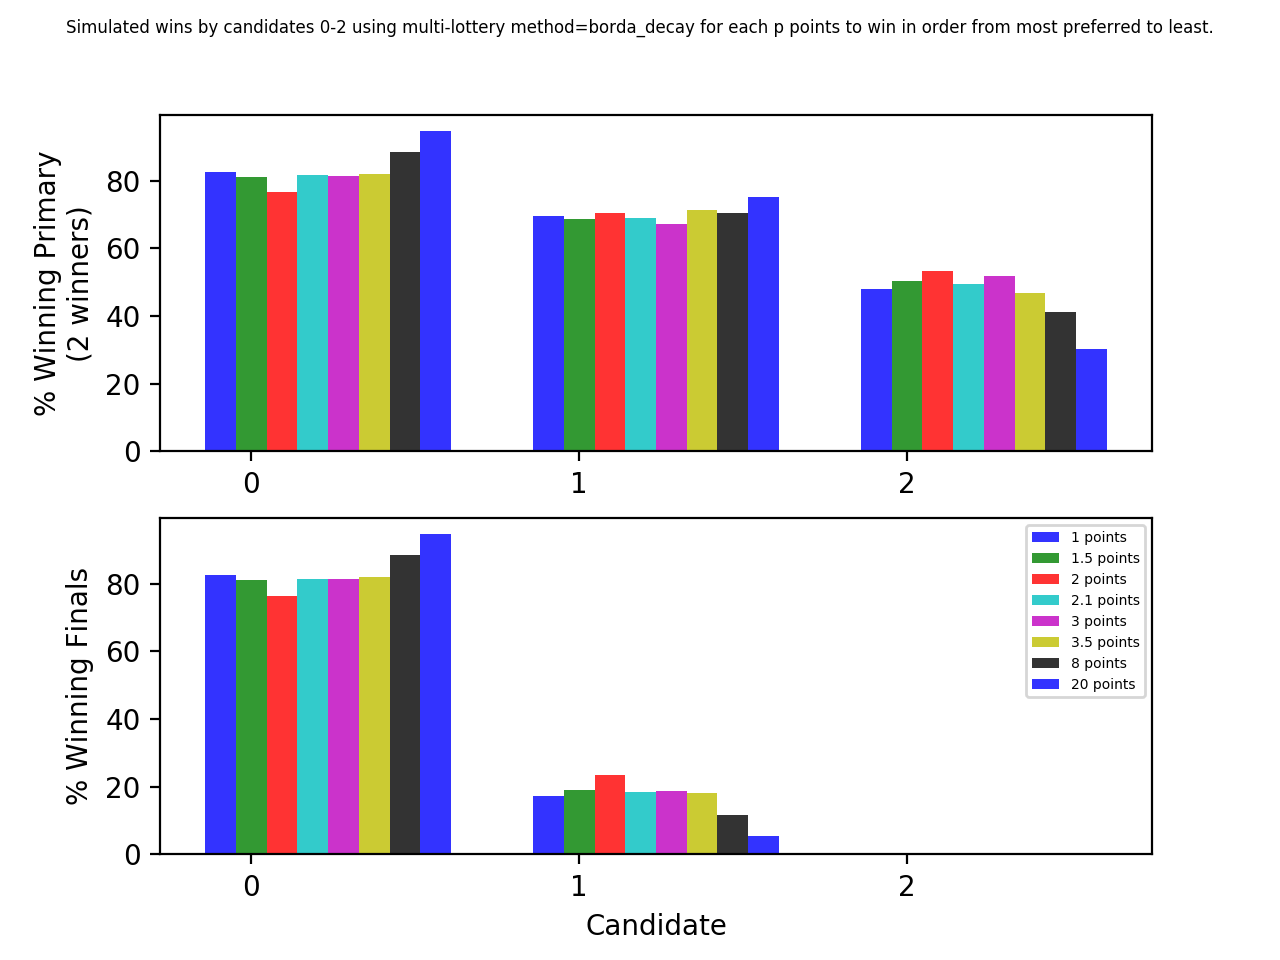 Simulated wins by candidates 0-2 using multi-lottery method=borda_decay for each p points to win in order from most preferred to least.
% Winning Primary
(2 winners)
80
60
40
20
0
0 1 2
% Winning Finals
80
60
40
20
0
0 1 2
Candidate
1 points
1.5 points
2 points
2.1 points
3 points
3.5 points
8 points
20 points